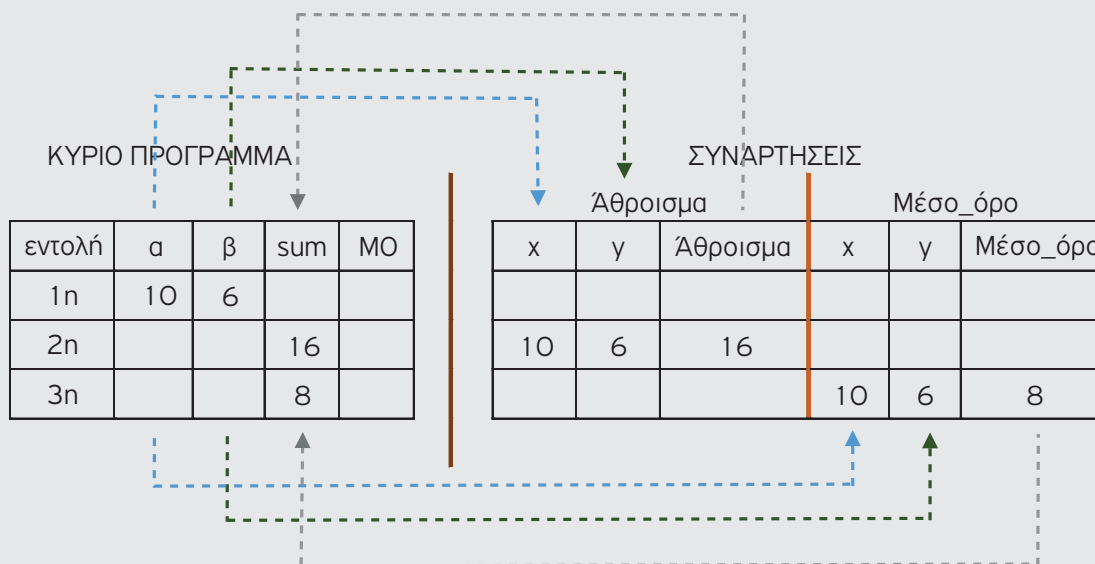 ΚΥΡΙΟ ΠΡΟΓΡΑΜΜΑ ΣΥΝΑΡΤΗΣΕΙΣ
Άθροισμα Μέσο_όρο
εντολή α β sum ΜΟ x y Άθροισμα x y Μέσο_όρο
1η 10 6
2η 16 10 6 16
3η 8 10 6 8